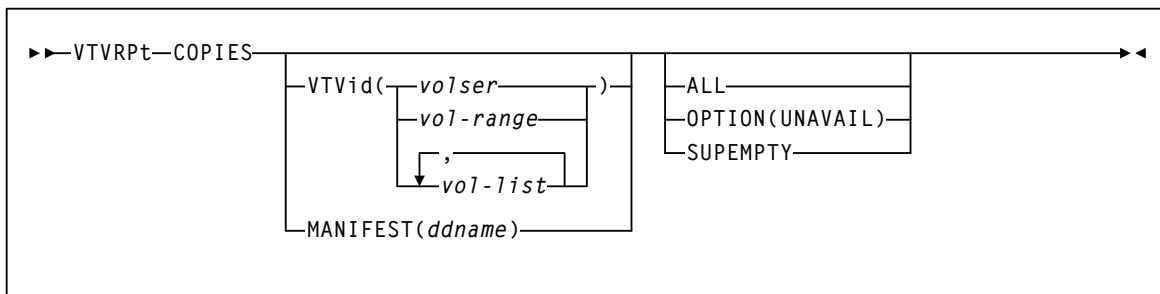 VTVRPt COPIES
VTVid( volser )
vol-range
,
vol-list
MANIFEST(ddname)
ALL
OPTION(UNAVAIL)
SUPEMPTY